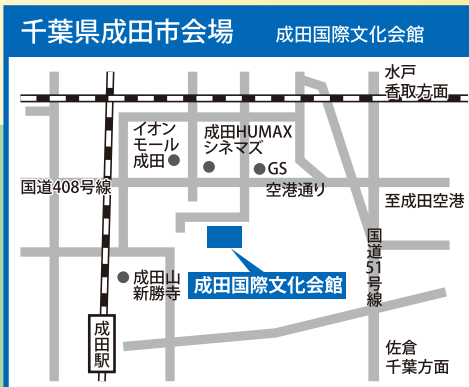 千葉県成田市会場
成田国際文化会館
水戸
香取方面
イオン
モール
成田
成田HUMAX
シネマズ
GS
国道408号線
空港通り
至成田空港
国道51号線
成田山
新勝寺
成田国際文化会館
成田駅
佐倉
千葉方面